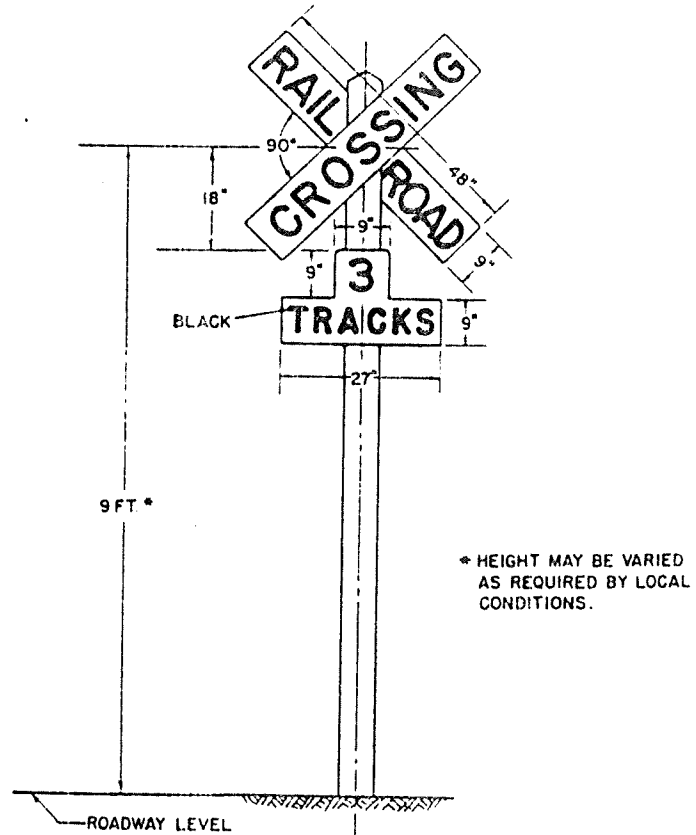 RAIL
ROAD
CROSSING
90°
48"
18"
9"
9"
9"
3
BLACK
TRACKS
9"
27"
9 FT. *
* HEIGHT MAY BE VARIED
AS REQUIRED BY LOCAL
CONDITIONS.
ROADWAY LEVEL